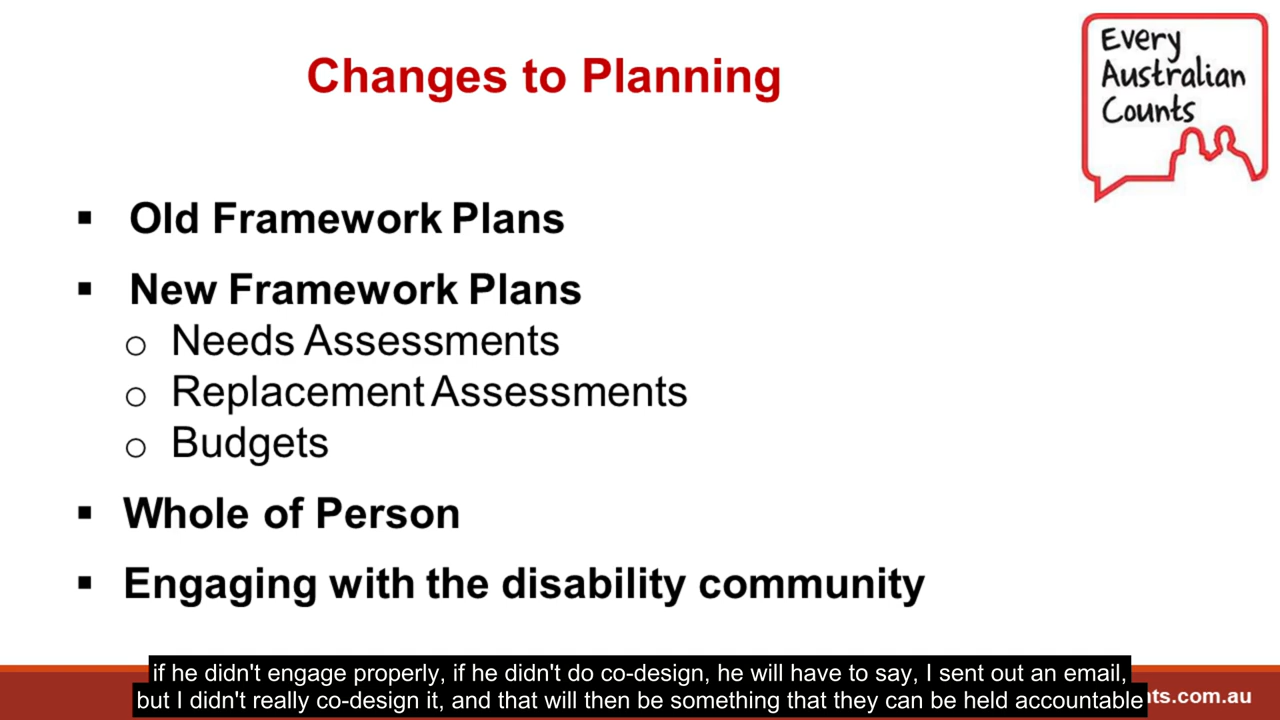 Changes to Planning
Every
Australian
Counts
▪ Old Framework Plans
▪ New Framework Plans
o Needs Assessments
o Replacement Assessments
o Budgets
▪ Whole of Person
▪ Engaging with the disability community
if he didn't engage properly, if he didn't do co-design, he will have to say, I sent out an email,
but I didn't really co-design it, and that will then be something that they can be held accountable
nts.com.au